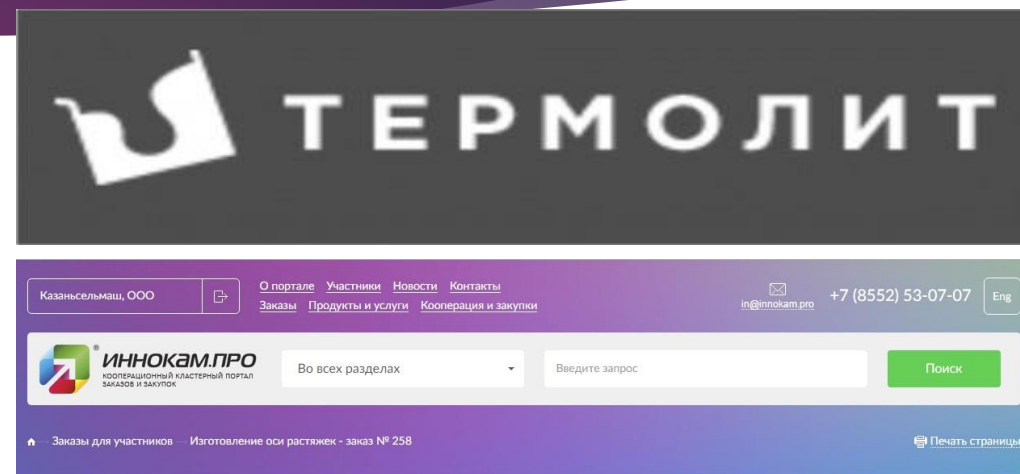 ТЕРМОЛИТ
Казаньсельмаш, ООО
О портале Участники Новости Контакты
Заказы Продукты и услуги Кооперация и закупки
in@innokam.pro
+7 (8552) 53-07-07
Eng
ИННОКАМ.ПРО
КООПЕРАЦИОННЫЙ КЛАСТЕРНЫЙ ПОРТАЛ
ЗАКАЗОВ И ЗАКУПОК
Во всех разделах
Введите запрос
Поиск
Заказы для участников — Изготовление оси растяжек - заказ № 258
Печать страницы